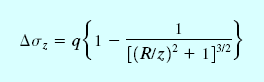 Δσ_z = q{1 − 1 / [(R/z)² + 1]^{3/2}}